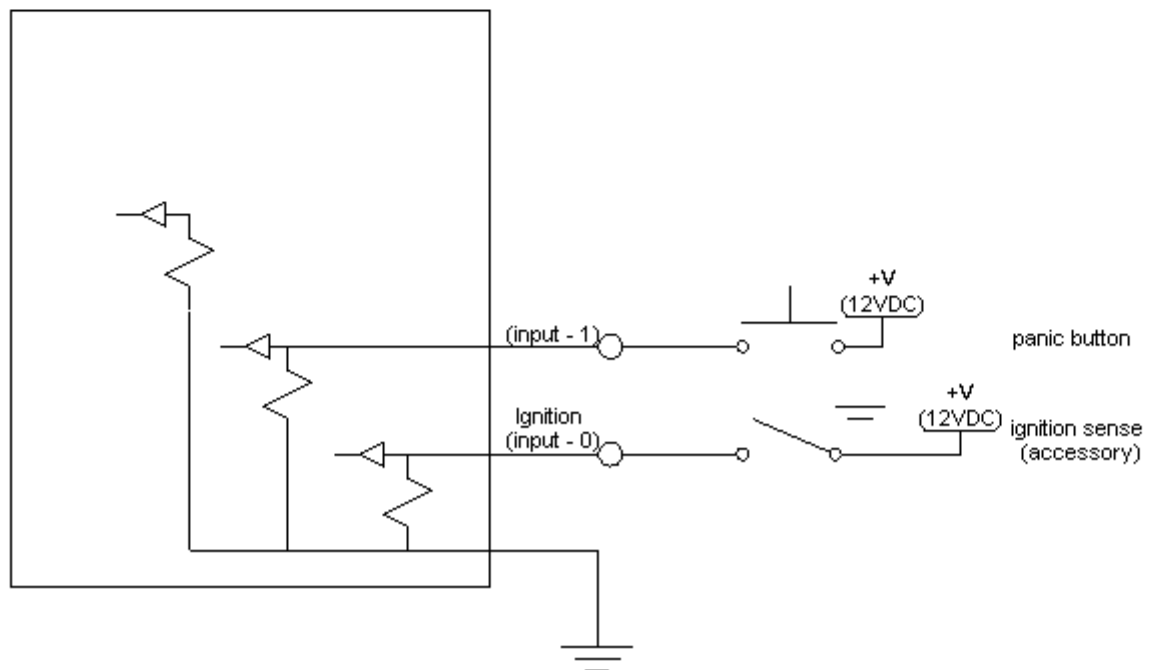 +V
(12VDC)
(input - 1)
panic button
+V
(12VDC)
Ignition
(input - 0)
ignition sense
(accessory)